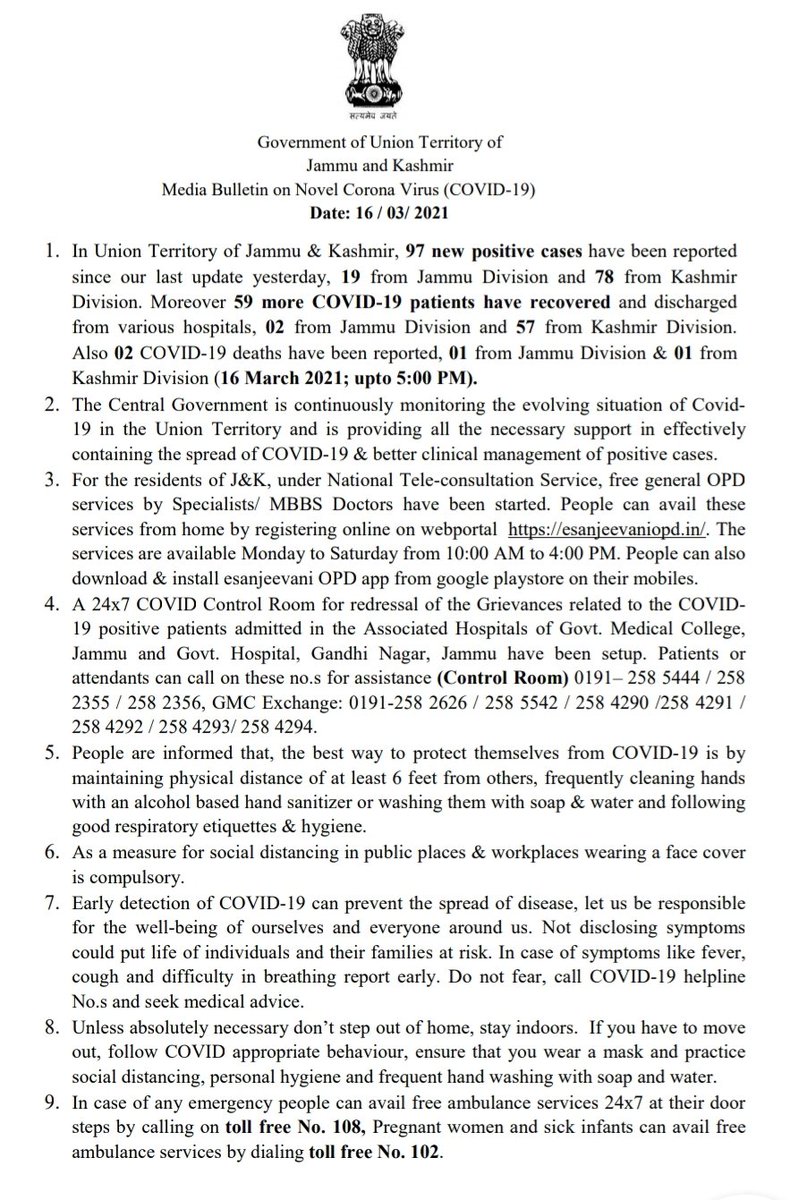 सत्यमेव जयते
Government of Union Territory of
Jammu and Kashmir
Media Bulletin on Novel Corona Virus (COVID-19)
Date: 16 / 03/ 2021
1. In Union Territory of Jammu & Kashmir, 97 new positive cases have been reported
since our last update yesterday, 19 from Jammu Division and 78 from Kashmir
Division. Moreover 59 more COVID-19 patients have recovered and discharged
from various hospitals, 02 from Jammu Division and 57 from Kashmir Division.
Also 02 COVID-19 deaths have been reported, 01 from Jammu Division & 01 from
Kashmir Division (16 March 2021; upto 5:00 PM).
2. The Central Government is continuously monitoring the evolving situation of Covid-
19 in the Union Territory and is providing all the necessary support in effectively
containing the spread of COVID-19 & better clinical management of positive cases.
3. For the residents of J&K, under National Tele-consultation Service, free general OPD
services by Specialists/ MBBS Doctors have been started. People can avail these
services from home by registering online on webportal https://esanjeevaniopd.in/. The
services are available Monday to Saturday from 10:00 AM to 4:00 PM. People can also
download & install esanjeevani OPD app from google playstore on their mobiles.
4. A 24x7 COVID Control Room for redressal of the Grievances related to the COVID-
19 positive patients admitted in the Associated Hospitals of Govt. Medical College,
Jammu and Govt. Hospital, Gandhi Nagar, Jammu have been setup. Patients or
attendants can call on these no.s for assistance (Control Room) 0191– 258 5444 / 258
2355 / 258 2356, GMC Exchange: 0191-258 2626 / 258 5542 / 258 4290 /258 4291 /
258 4292 / 258 4293/ 258 4294.
5. People are informed that, the best way to protect themselves from COVID-19 is by
maintaining physical distance of at least 6 feet from others, frequently cleaning hands
with an alcohol based hand sanitizer or washing them with soap & water and following
good respiratory etiquettes & hygiene.
6. As a measure for social distancing in public places & workplaces wearing a face cover
is compulsory.
7. Early detection of COVID-19 can prevent the spread of disease, let us be responsible
for the well-being of ourselves and everyone around us. Not disclosing symptoms
could put life of individuals and their families at risk. In case of symptoms like fever,
cough and difficulty in breathing report early. Do not fear, call COVID-19 helpline
No.s and seek medical advice.
8. Unless absolutely necessary don’t step out of home, stay indoors. If you have to move
out, follow COVID appropriate behaviour, ensure that you wear a mask and practice
social distancing, personal hygiene and frequent hand washing with soap and water.
9. In case of any emergency people can avail free ambulance services 24x7 at their door
steps by calling on toll free No. 108, Pregnant women and sick infants can avail free
ambulance services by dialing toll free No. 102.